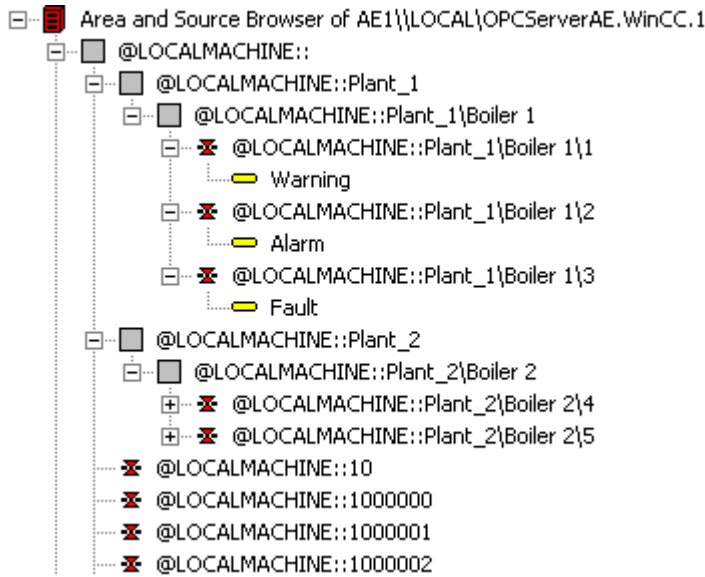 Area and Source Browser of AE1\\LOCAL\OPCServerAE.WinCC.1
@LOCALMACHINE::
@LOCALMACHINE::Plant_1
@LOCALMACHINE::Plant_1\Boiler 1
@LOCALMACHINE::Plant_1\Boiler 1\1
Warning
@LOCALMACHINE::Plant_1\Boiler 1\2
Alarm
@LOCALMACHINE::Plant_1\Boiler 1\3
Fault
@LOCALMACHINE::Plant_2
@LOCALMACHINE::Plant_2\Boiler 2
@LOCALMACHINE::Plant_2\Boiler 2\4
@LOCALMACHINE::Plant_2\Boiler 2\5
@LOCALMACHINE::10
@LOCALMACHINE::1000000
@LOCALMACHINE::1000001
@LOCALMACHINE::1000002